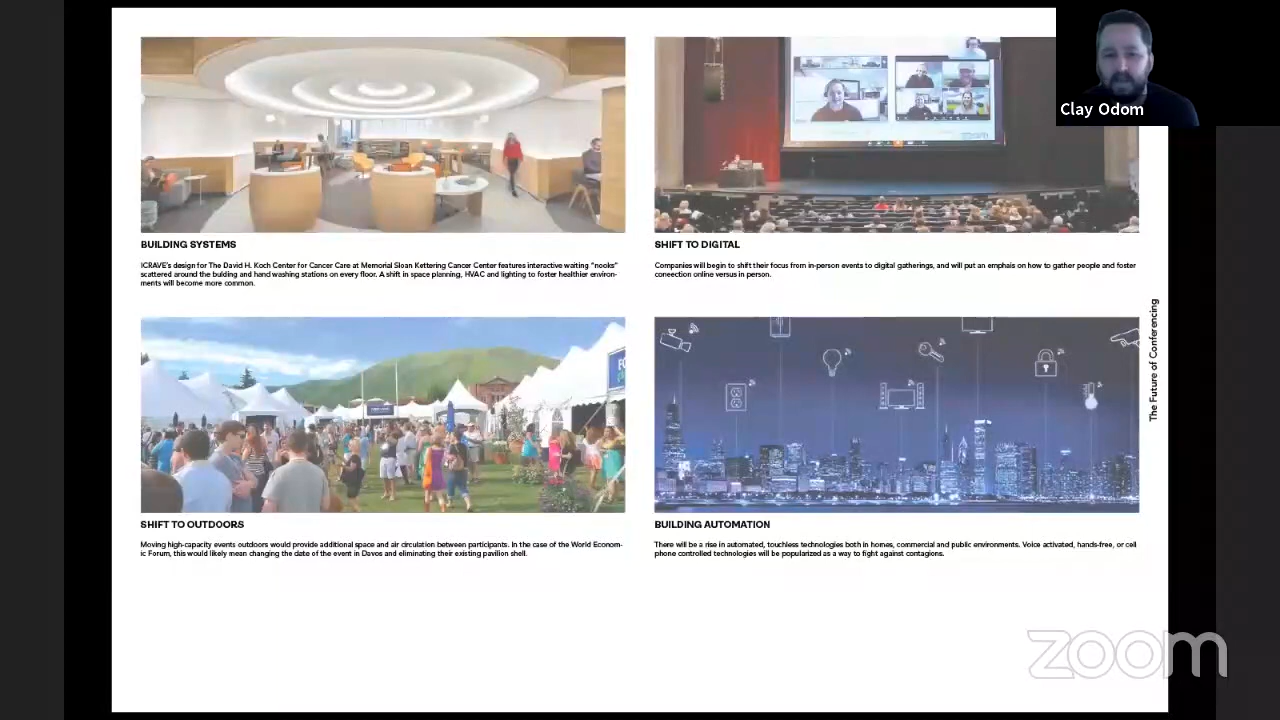 Clay Odom
BUILDING SYSTEMS
ICRAVE's design for The David H. Koch Center for Cancer Care at Memorial Sloan Kettering Cancer Center features interactive waiting "nooks"
scattered around the bulding and hand washing stations on every floor. A shift in space planning, HVAC and lighting to foster healthier environ-
ments will become more common.
SHIFT TO DIGITAL
Companies will begin to shift their focus from in-person events to digital gatherings, and will put an emphais on how to gather people and foster
coneection online versus in person.
The Future of Conferencing
SHIFT TO OUTDOORS
Moving high-capacity events outdoors would provide additional space and air circulation between participants. In the case of the World Econom-
ic Forum, this would likely mean changing the date of the event in Davos and eliminating their existing pavilion shell.
BUILDING AUTOMATION
There will be a rise in automated, touchless technologies both in homes, commercial and public environments. Voice activated, hands-free, or cell
phone controlled technologies will be popularized as a way to fight against contagions.
zoom